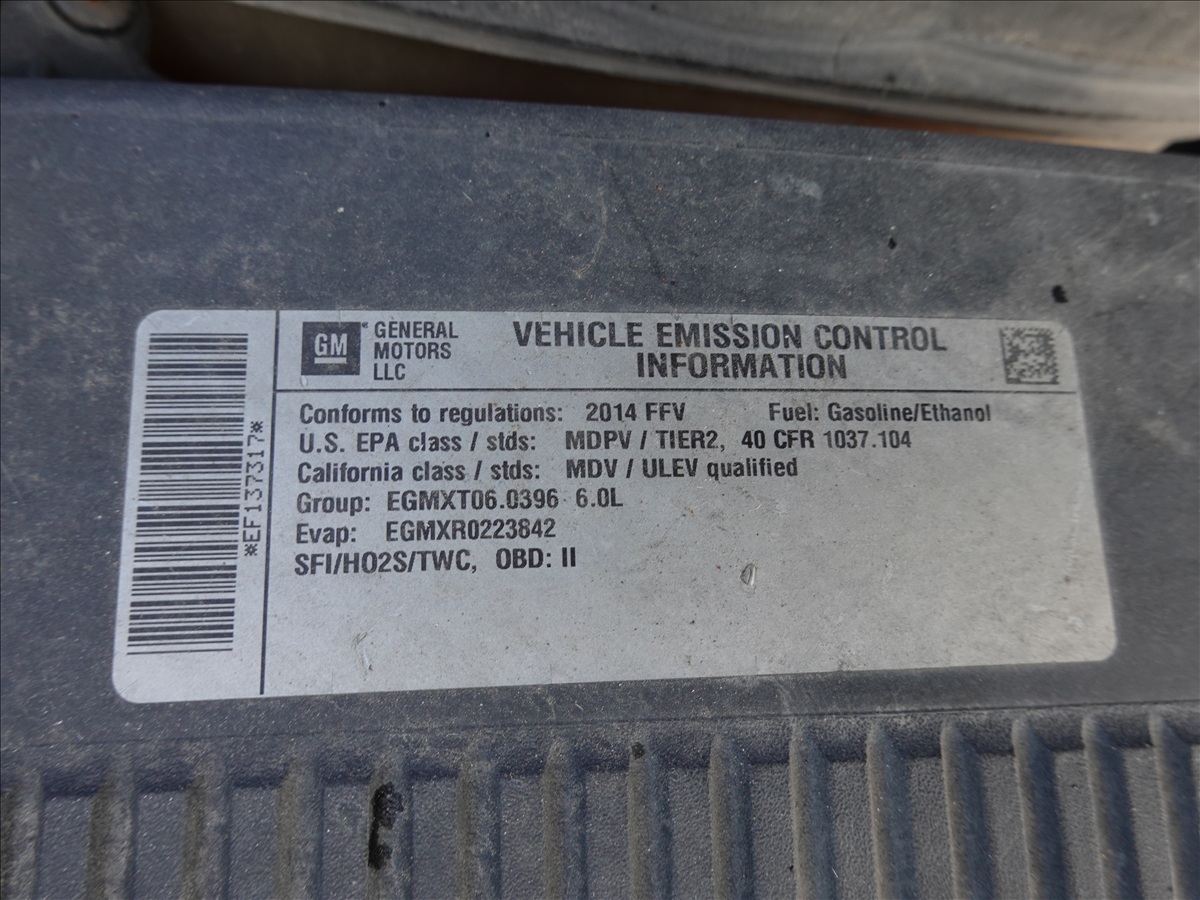 *EF137317*
GM GENERAL
MOTORS
LLC
VEHICLE EMISSION CONTROL
INFORMATION
Conforms to regulations: 2014 FFV Fuel: Gasoline/Ethanol
U.S. EPA class / stds: MDPV / TIER2, 40 CFR 1037.104
California class / stds: MDV / ULEV qualified
Group: EGMXT06.0396 6.0L
Evap: EGMXR0223842
SFI/HO2S/TWC, OBD: II